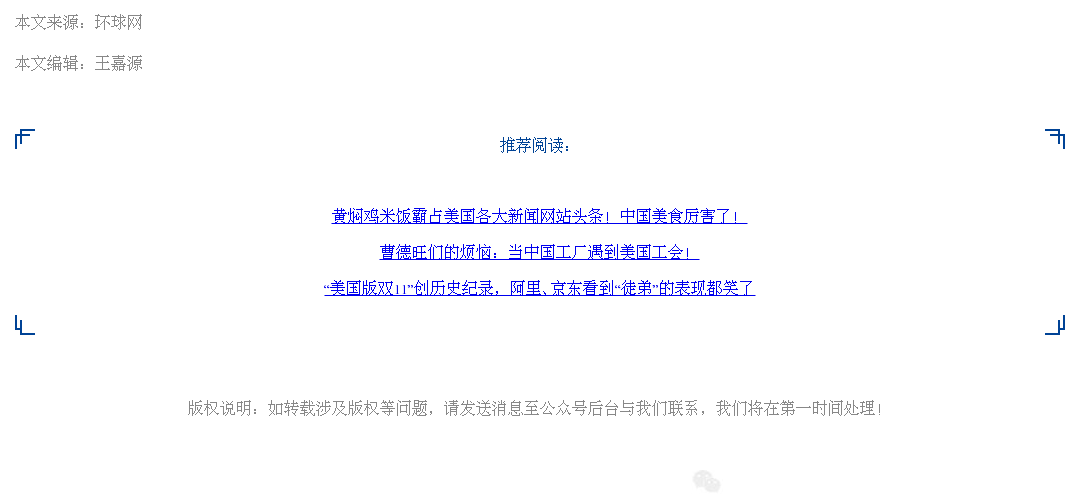 本文来源：环球网
本文编辑：王嘉源
推荐阅读：
黄焖鸡米饭霸占美国各大新闻网站头条！中国美食厉害了！
曹德旺们的烦恼：当中国工厂遇到美国工会！
“美国版双11”创历史纪录，阿里、京东看到“徒弟”的表现都笑了
版权说明：如转载涉及版权等问题，请发送消息至公众号后台与我们联系，我们将在第一时间处理！